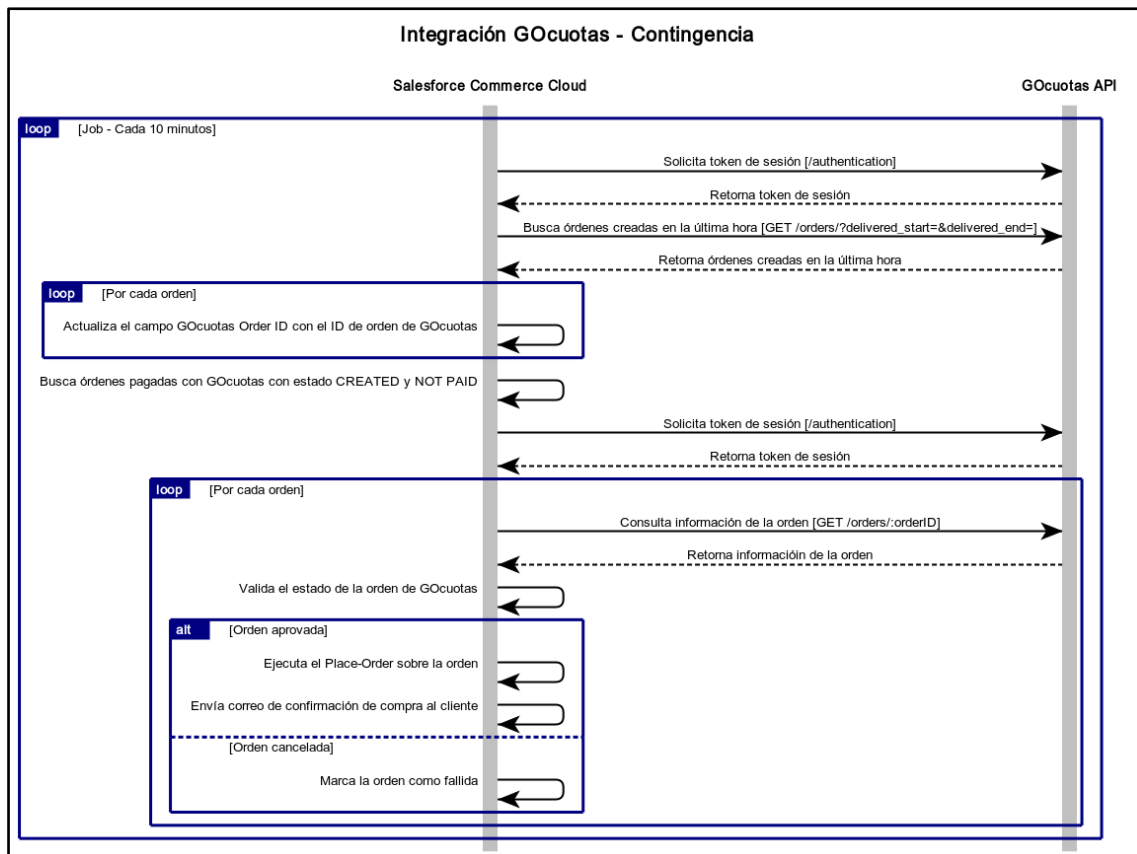 Integración GOcuotas - Contingencia
Salesforce Commerce Cloud
GOcuotas API
loop [Job - Cada 10 minutos]
Solicita token de sesión [/authentication]
Retorna token de sesión
Busca órdenes creadas en la última hora [GET /orders/?delivered_start=&delivered_end=]
Retorna órdenes creadas en la última hora
loop [Por cada orden]
Actualiza el campo GOcuotas Order ID con el ID de orden de GOcuotas
Busca órdenes pagadas con GOcuotas con estado CREATED y NOT PAID
Solicita token de sesión [/authentication]
Retorna token de sesión
loop [Por cada orden]
Consulta información de la orden [GET /orders/:orderID]
Retorna informacióin de la orden
Valida el estado de la orden de GOcuotas
alt [Orden aprovada]
Ejecuta el Place-Order sobre la orden
Envía correo de confirmación de compra al cliente
[Orden cancelada]
Marca la orden como fallida